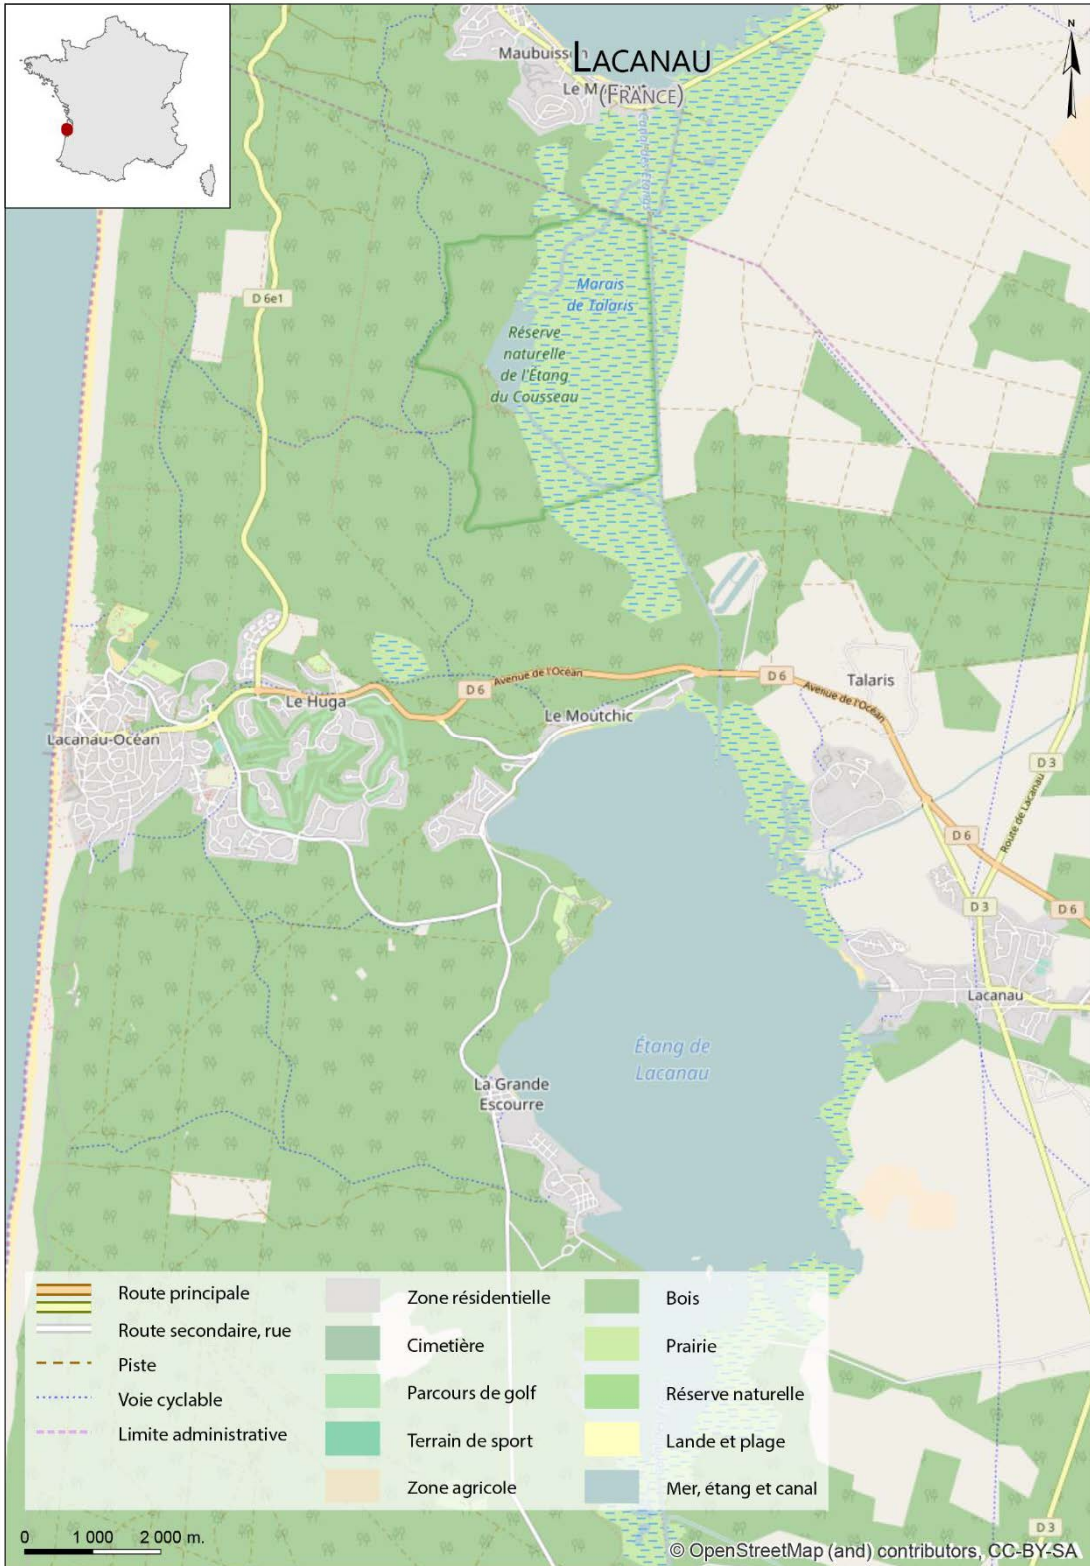 LACANAU
(FRANCE)
N
Maubuisson
D 6e1
Marais
de Talaris
Réserve
naturelle
de l'Étang
du Cousseau
Avenue de l'Océan
D 6
D 6
Talaris
Le Huga
Le Moutchic
Avenue de l'Océan
Lacanau-Océan
D 3
Route de Lacanau
D 6
D 3
D 6
Lacanau
Étang de
Lacanau
La Grande
Escourre
Route principale
Route secondaire, rue
Piste
Voie cyclable
Limite administrative
Zone résidentielle
Cimetière
Parcours de golf
Terrain de sport
Zone agricole
Bois
Prairie
Réserve naturelle
Lande et plage
Mer, étang et canal
D 3
0 1 000 2 000 m.
© OpenStreetMap (and) contributors, CC-BY-SA